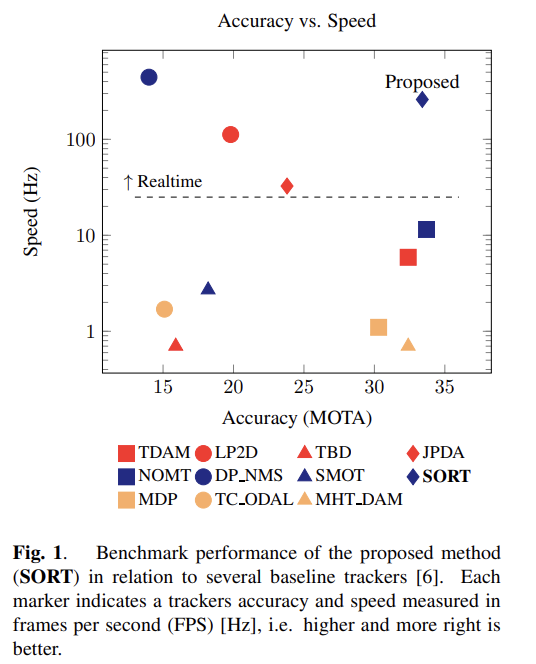 Accuracy vs. Speed
Proposed
100
↑ Realtime
10
1
Speed (Hz)
15 20 25 30 35
Accuracy (MOTA)
TDAM LP2D TBD JPDA
NOMT DP_NMS SMOT SORT
MDP TC_ODAL MHT_DAM
Fig. 1. Benchmark performance of the proposed method
(SORT) in relation to several baseline trackers [6]. Each
marker indicates a trackers accuracy and speed measured in
frames per second (FPS) [Hz], i.e. higher and more right is
better.